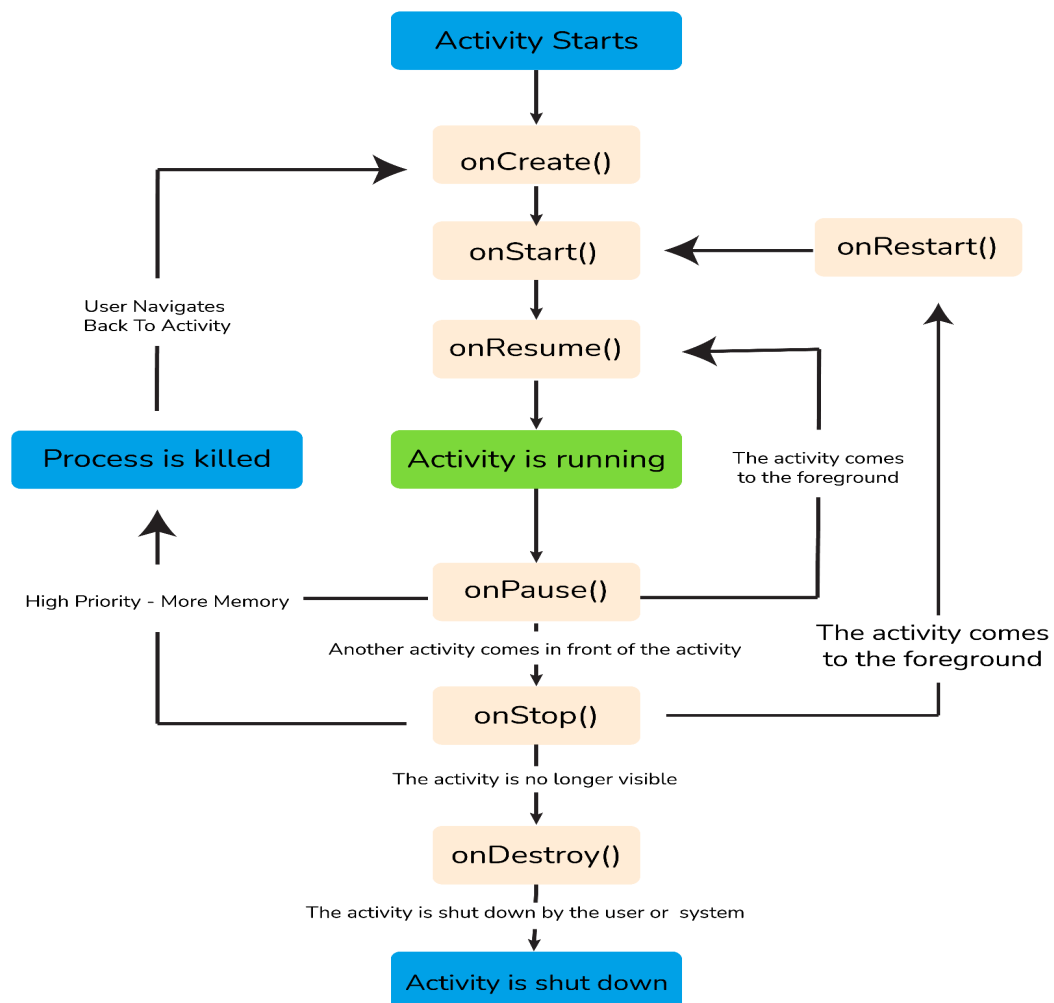 Activity Starts
onCreate()
onStart()
onRestart()
User Navigates
Back To Activity
onResume()
Process is killed
Activity is running
The activity comes
to the foreground
onPause()
High Priority - More Memory
The activity comes
to the foreground
Another activity comes in front of the activity
onStop()
The activity is no longer visible
onDestroy()
The activity is shut down by the user or system
Activity is shut down